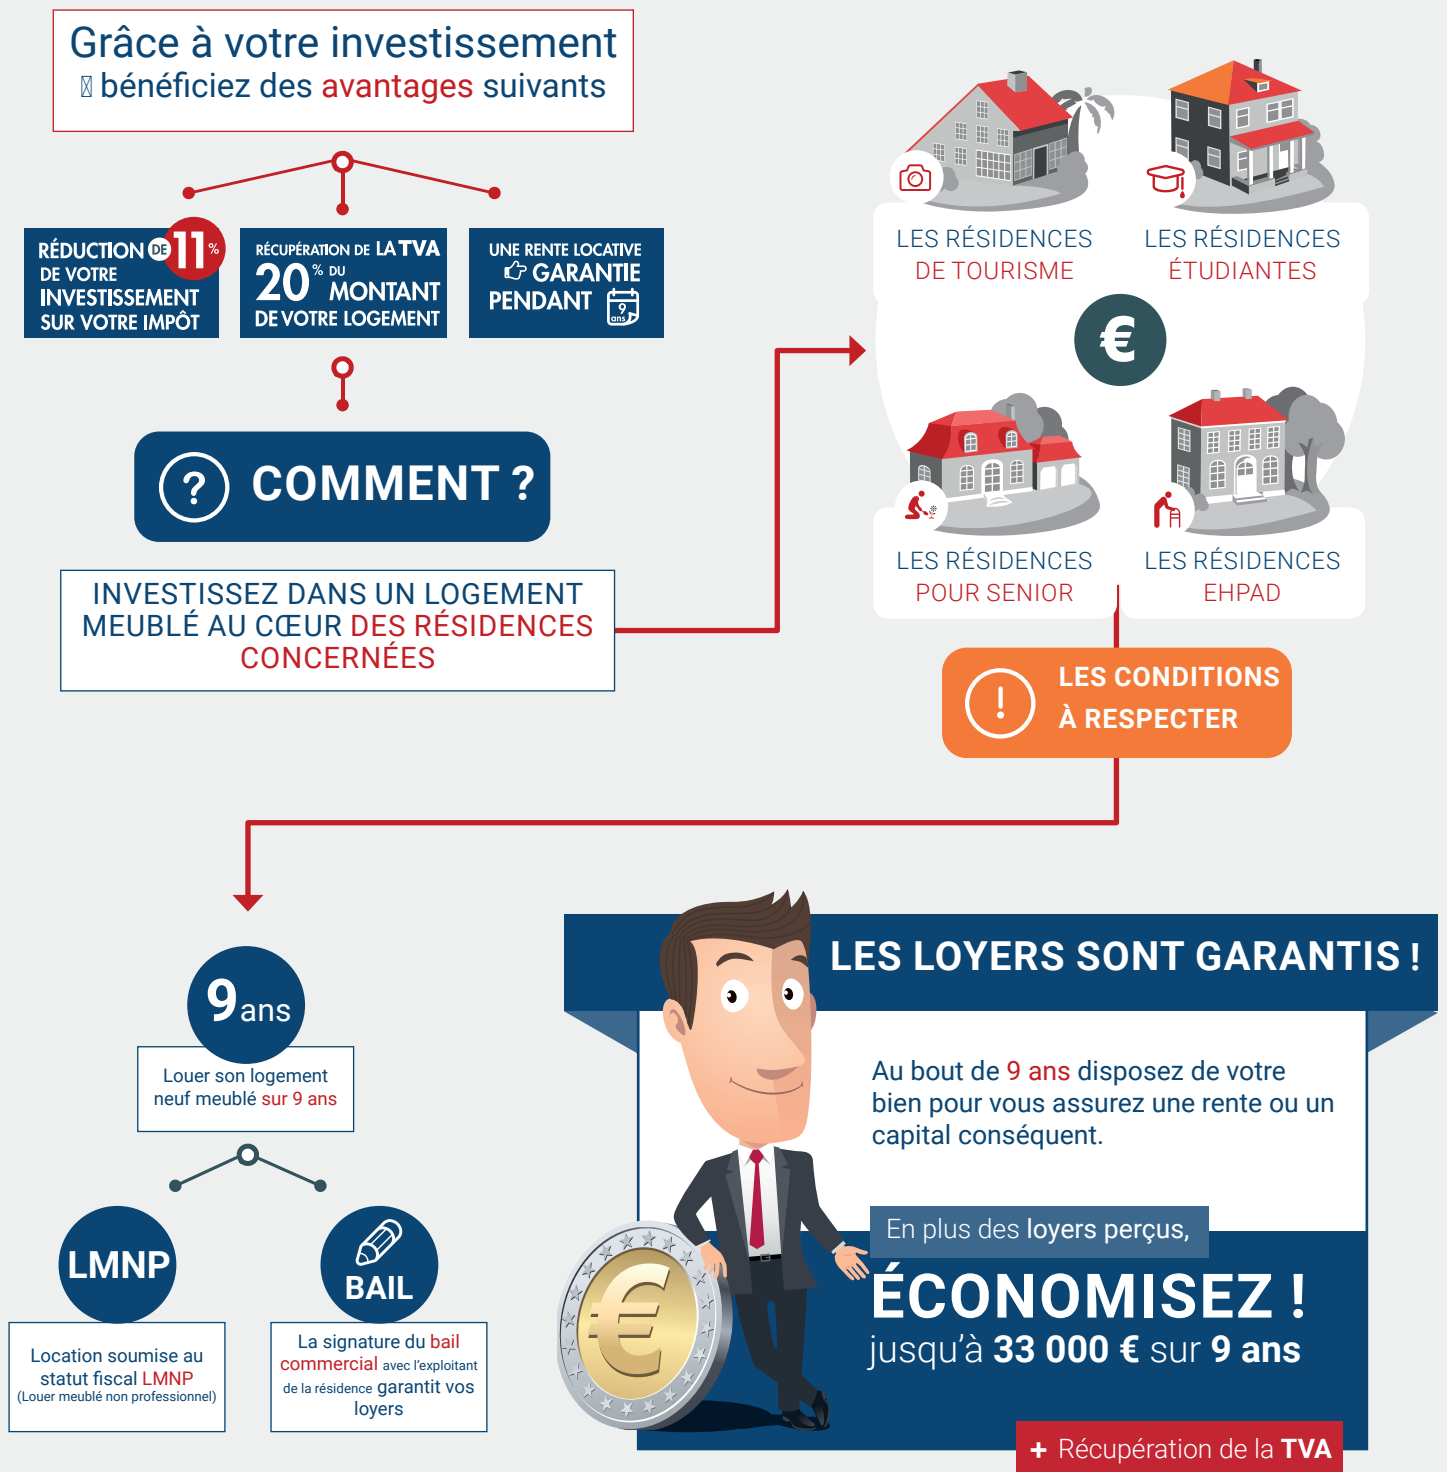 Grâce à votre investissement
bénéficiez des avantages suivants
RÉDUCTION DE 11%
DE VOTRE
INVESTISSEMENT
SUR VOTRE IMPÔT
RÉCUPÉRATION DE LA TVA
20% DU
MONTANT
DE VOTRE LOGEMENT
UNE RENTE LOCATIVE
GARANTIE
PENDANT
9
ans
? COMMENT ?
INVESTISSEZ DANS UN LOGEMENT
MEUBLÉ AU CŒUR DES RÉSIDENCES
CONCERNÉES
LES RÉSIDENCES
DE TOURISME
LES RÉSIDENCES
ÉTUDIANTES
€
LES RÉSIDENCES
POUR SENIOR
LES RÉSIDENCES
EHPAD
!
LES CONDITIONS
À RESPECTER
9 ans
Louer son logement
neuf meublé sur 9 ans
LMNP
Location soumise au
statut fiscal LMNP
(Louer meublé non professionnel)
BAIL
La signature du bail
commercial avec l'exploitant
de la résidence garantit vos
loyers
LES LOYERS SONT GARANTIS !
Au bout de 9 ans disposez de votre
bien pour vous assurez une rente ou un
capital conséquent.
En plus des loyers perçus,
ÉCONOMISEZ !
jusqu'à 33 000 € sur 9 ans
€
+ Récupération de la TVA